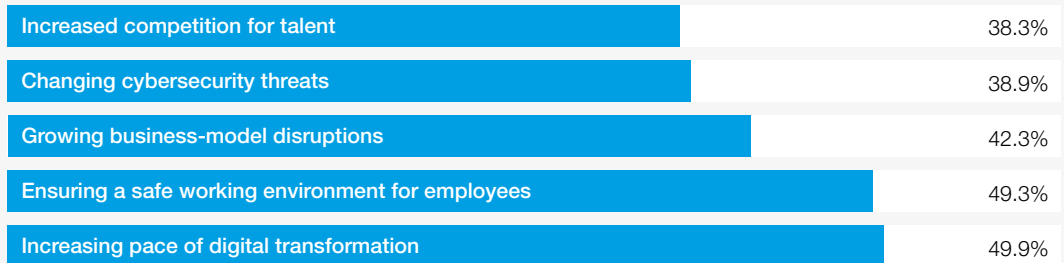 Increased competition for talent 38.3%
Changing cybersecurity threats 38.9%
Growing business-model disruptions 42.3%
Ensuring a safe working environment for employees 49.3%
Increasing pace of digital transformation 49.9%